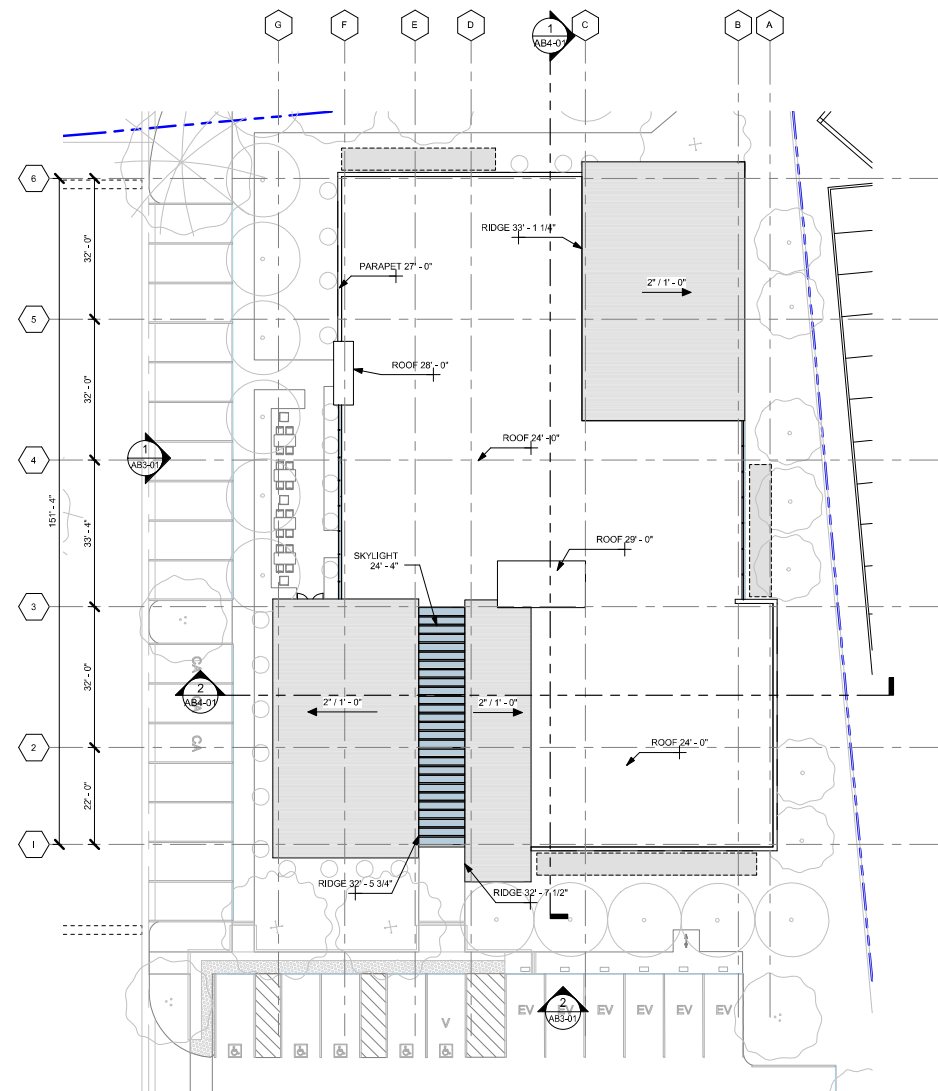 G
F
E
D
C
B
A
1
AB4-01
6
5
4
3
2
1
32' - 0"
32' - 0"
33' - 4"
32' - 0"
22' - 0"
151' - 4"
RIDGE 33' - 1 1/4"
PARAPET 27' - 0"
2" / 1' - 0"
ROOF 28' - 0"
ROOF 24' - 0"
1
AB3-01
ROOF 29' - 0"
SKYLIGHT
24' - 4"
CA
CA
CA
2
AB4-01
2" / 1' - 0"
2" / 1' - 0"
ROOF 24' - 0"
RIDGE 32' - 5 3/4"
RIDGE 32' - 7 1/2"
V
EV
EV
EV
EV
EV
EV
2
AB3-01